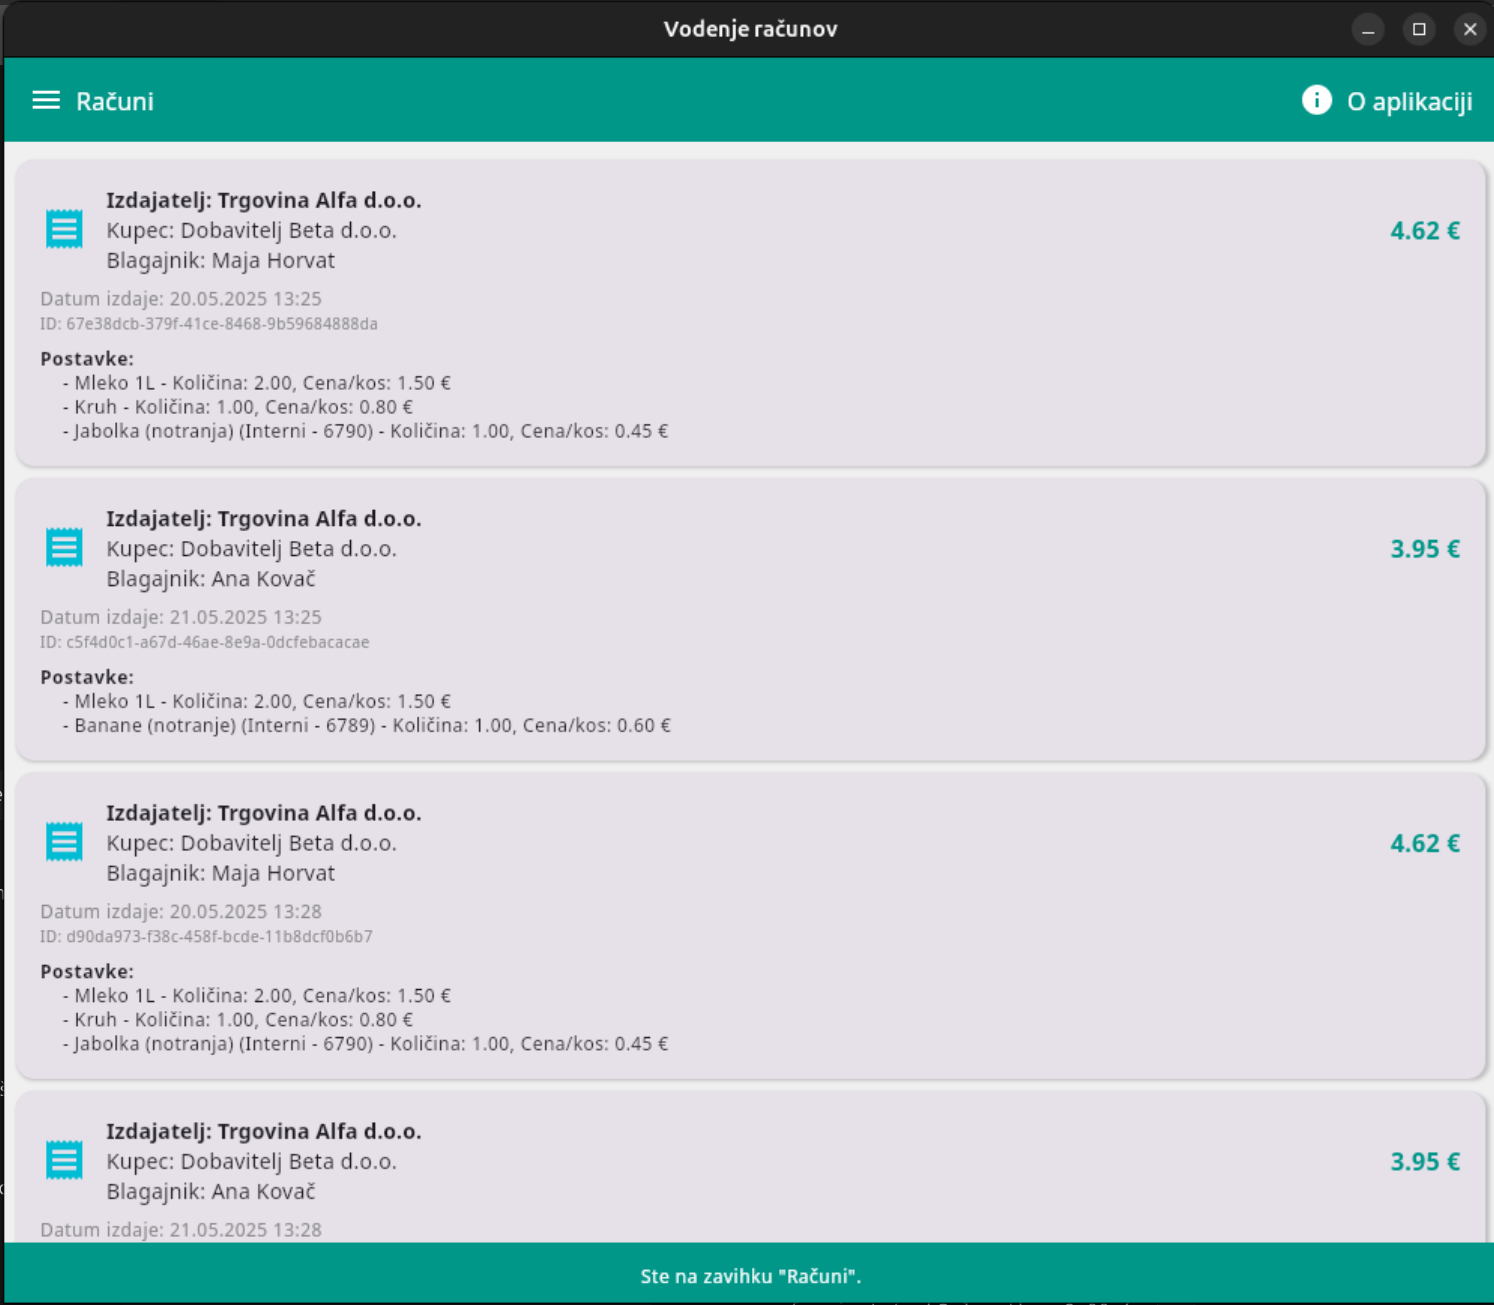 Vodenje računov
Računi
O aplikaciji
Izdajatelj: Trgovina Alfa d.o.o.
Kupec: Dobavitelj Beta d.o.o.
Blagajnik: Maja Horvat
4.62 €
Datum izdaje: 20.05.2025 13:25
ID: 67e38dcb-379f-41ce-8468-9b59684888da
Postavke:
- Mleko 1L - Količina: 2.00, Cena/kos: 1.50 €
- Kruh - Količina: 1.00, Cena/kos: 0.80 €
- Jabolka (notranja) (Interni - 6790) - Količina: 1.00, Cena/kos: 0.45 €
Izdajatelj: Trgovina Alfa d.o.o.
Kupec: Dobavitelj Beta d.o.o.
Blagajnik: Ana Kovač
3.95 €
Datum izdaje: 21.05.2025 13:25
ID: c5f4d0c1-a67d-46ae-8e9a-0dcfebacacae
Postavke:
- Mleko 1L - Količina: 2.00, Cena/kos: 1.50 €
- Banane (notranje) (Interni - 6789) - Količina: 1.00, Cena/kos: 0.60 €
Izdajatelj: Trgovina Alfa d.o.o.
Kupec: Dobavitelj Beta d.o.o.
Blagajnik: Maja Horvat
4.62 €
Datum izdaje: 20.05.2025 13:28
ID: d90da973-f38c-458f-bcde-11b8dcf0b6b7
Postavke:
- Mleko 1L - Količina: 2.00, Cena/kos: 1.50 €
- Kruh - Količina: 1.00, Cena/kos: 0.80 €
- Jabolka (notranja) (Interni - 6790) - Količina: 1.00, Cena/kos: 0.45 €
Izdajatelj: Trgovina Alfa d.o.o.
Kupec: Dobavitelj Beta d.o.o.
Blagajnik: Ana Kovač
3.95 €
Datum izdaje: 21.05.2025 13:28
Ste na zavihku "Računi".